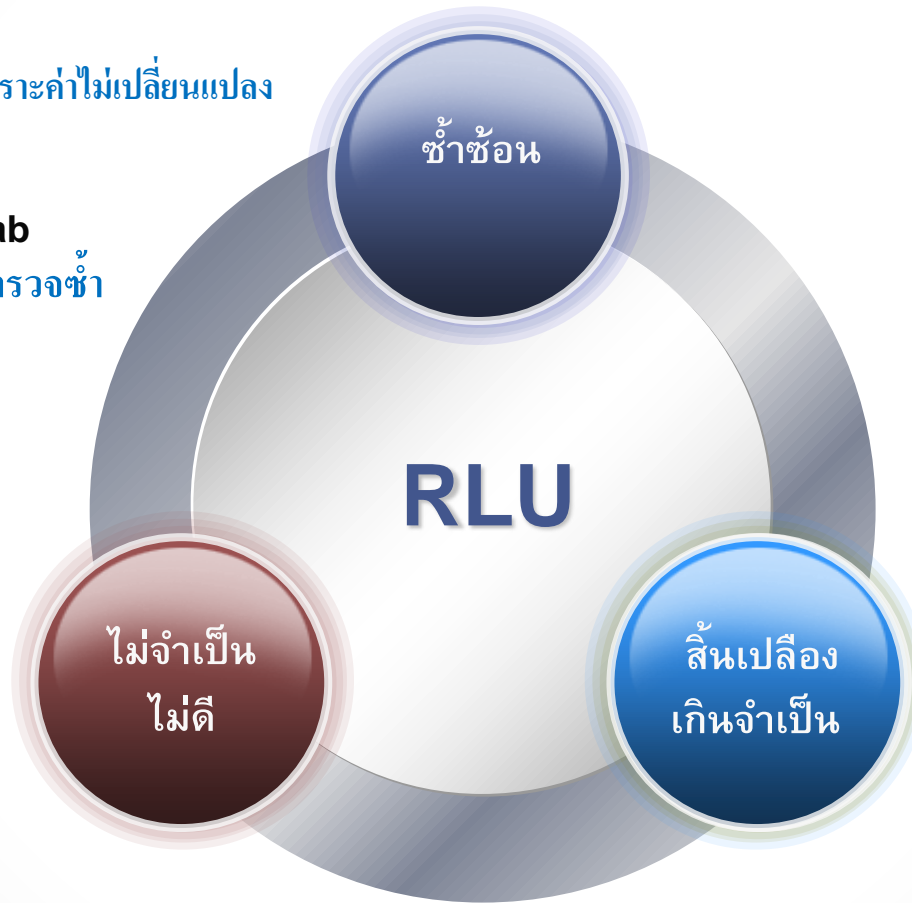 ราะค่าไม่เปลี่ยนแปลง
ซ้ำซ้อน
ab
ตรวจซ้ำ
RLU
ไม่จำเป็น
ไม่ดี
สิ้นเปลือง
เกินจำเป็น